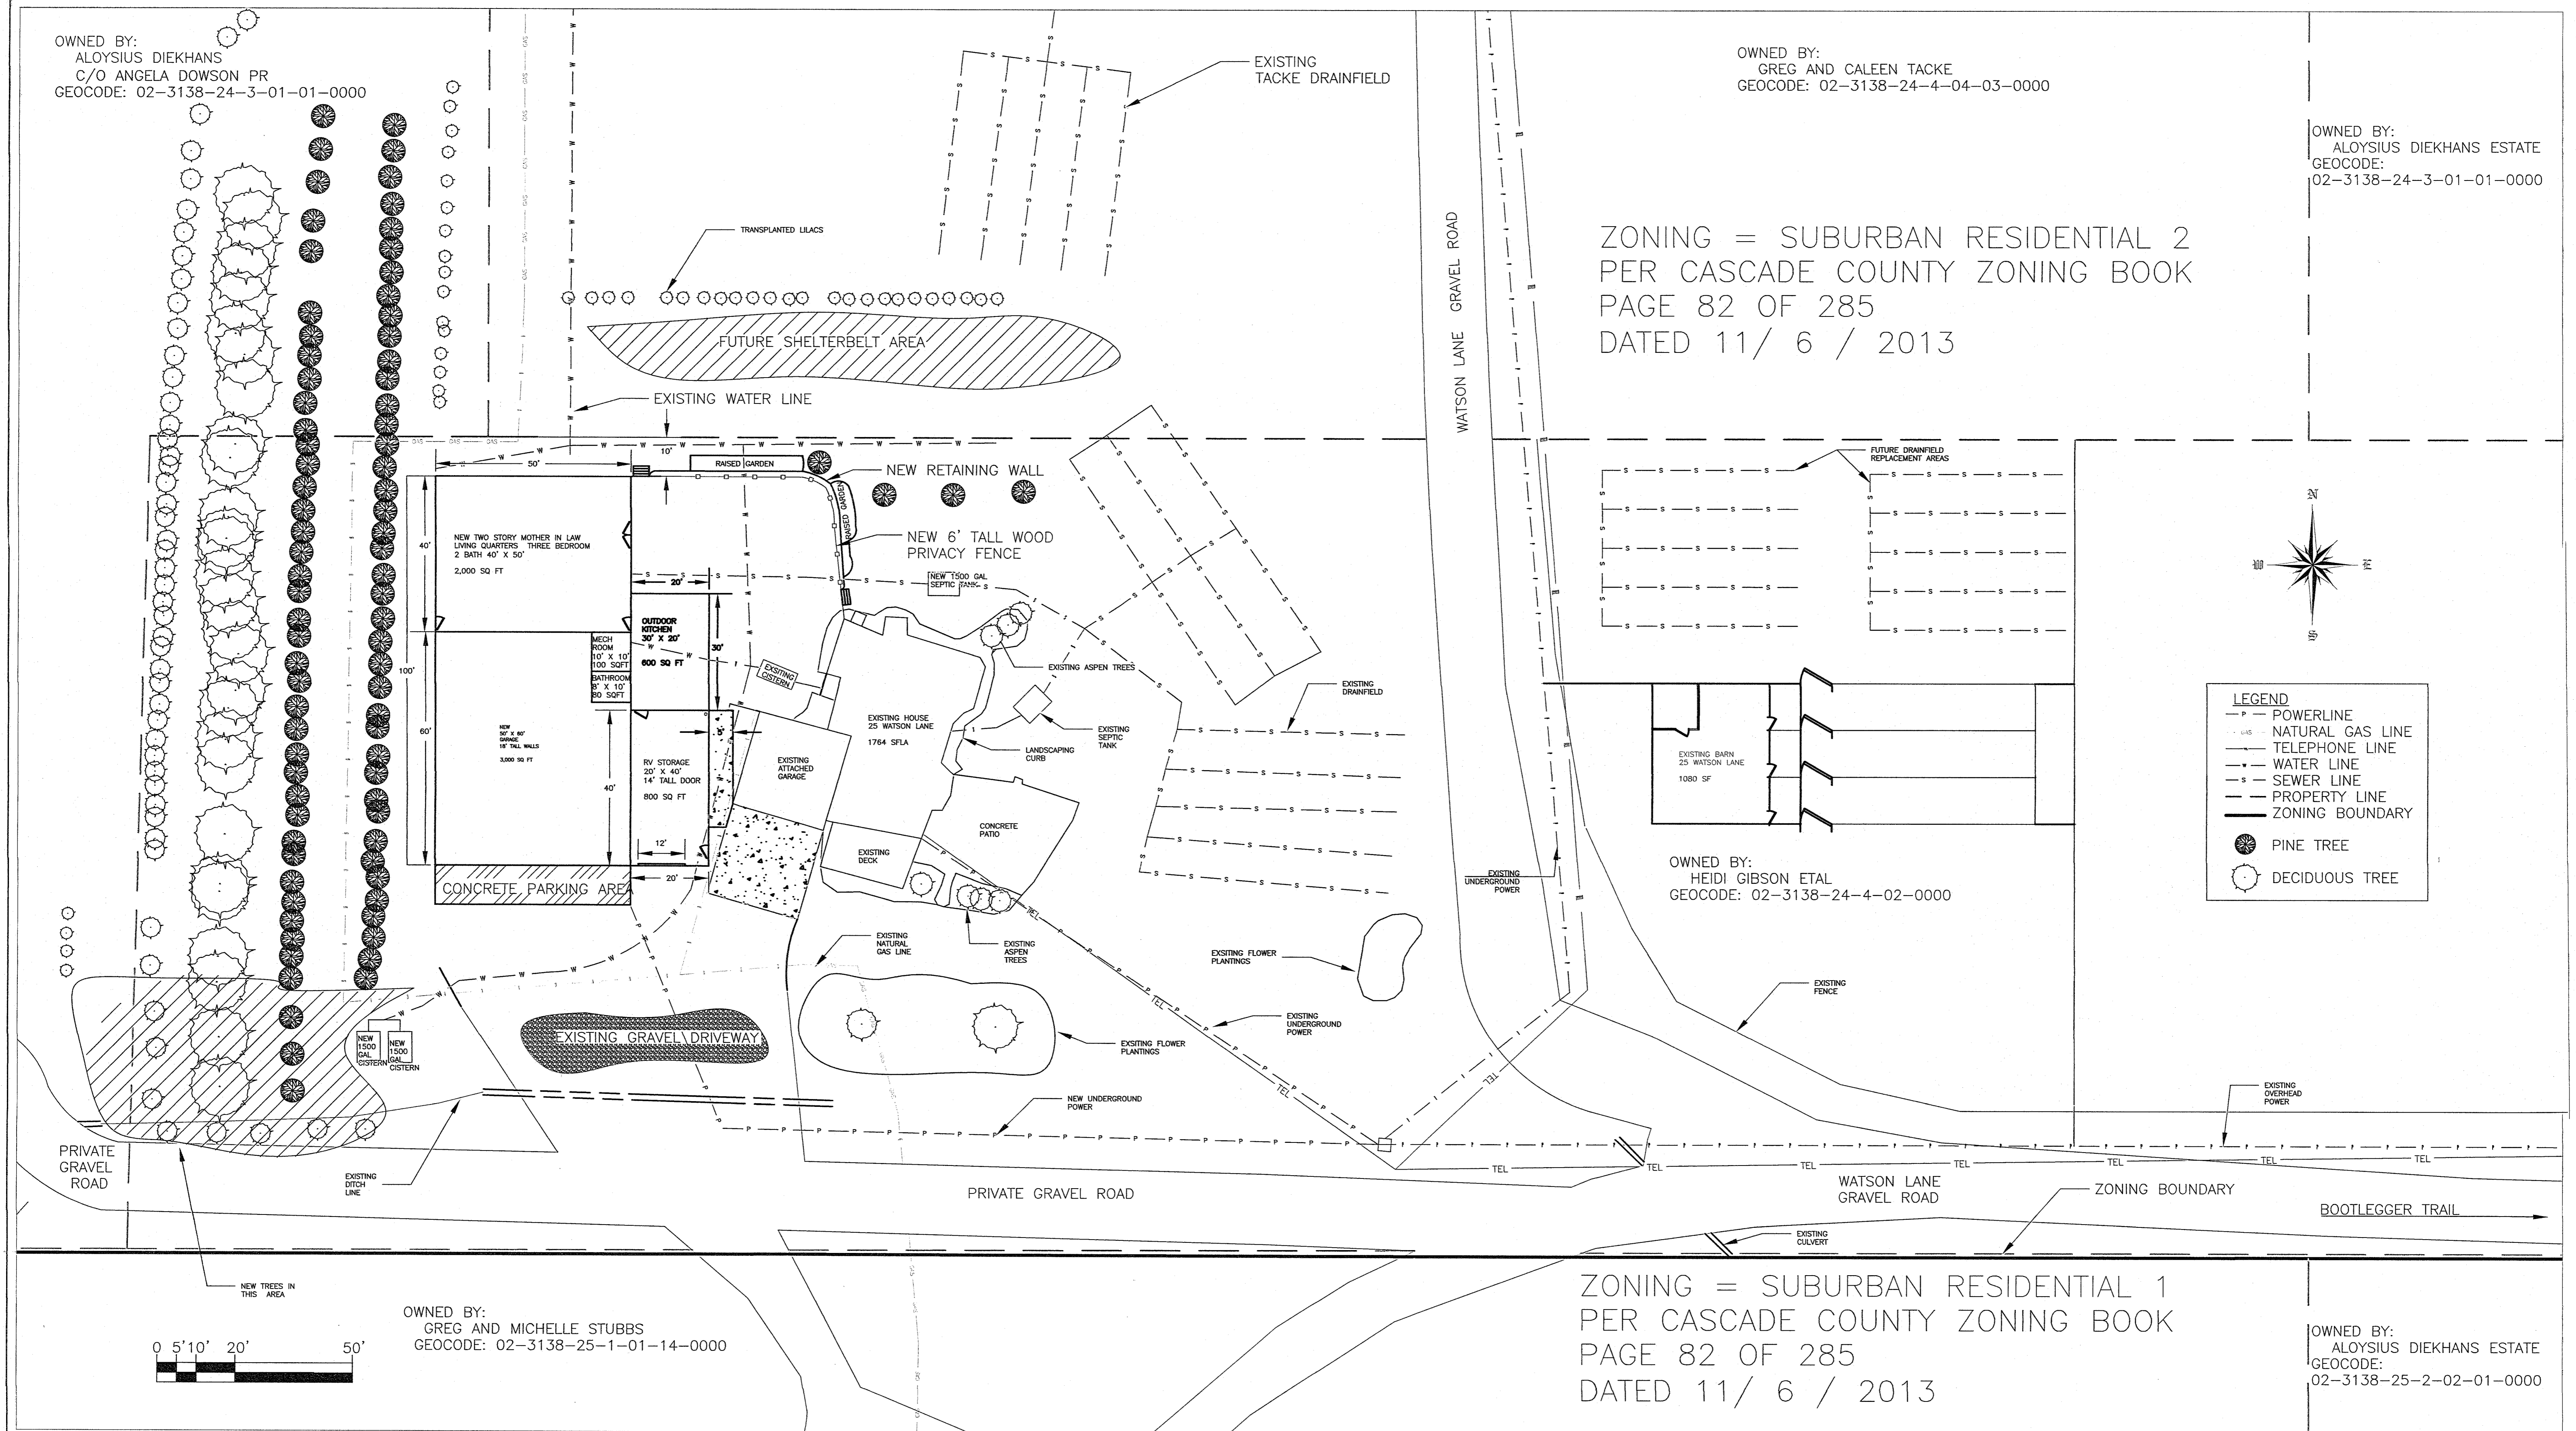 OWNED BY:
ALOYSIUS DIEKHANS
C/O ANGELA DOWSON PR
GEOCODE: 02-3138-24-3-01-01-0000
EXISTING
TACKE DRAINFIELD
OWNED BY:
GREG AND CALEEN TACKE
GEOCODE: 02-3138-24-4-04-03-0000
OWNED BY:
ALOYSIUS DIEKHANS ESTATE
GEOCODE:
02-3138-24-3-01-01-0000
TRANSPLANTED LILACS
WATSON LANE GRAVEL ROAD
ZONING = SUBURBAN RESIDENTIAL 2
PER CASCADE COUNTY ZONING BOOK
PAGE 82 OF 285
DATED 11/ 6 / 2013
FUTURE SHELTERBELT AREA
EXISTING WATER LINE
10'
50'
RAISED GARDEN
NEW RETAINING WALL
RAISED GARDEN
NEW 6' TALL WOOD
PRIVACY FENCE
NEW 1500 GAL
SEPTIC TANK
FUTURE DRAINFIELD
REPLACEMENT AREAS
N
W
E
S
40'
NEW TWO STORY MOTHER IN LAW
LIVING QUARTERS THREE BEDROOM
2 BATH 40' X 50'
2,000 SQ FT
20'
OUTDOOR
KITCHEN
30' X 20'
600 SQ FT
30'
MECH
ROOM
10' X 10'
100 SQFT
BATHROOM
8' X 10'
80 SQFT
100'
60'
NEW
50' X 60'
GARAGE
18' TALL WALLS
3,000 SQ FT
EXSITING
CISTERN
EXISTING ASPEN TREES
EXISTING HOUSE
25 WATSON LANE
1764 SFLA
EXISTING
SEPTIC
TANK
LANDSCAPING
CURB
EXISTING
DRAINFIELD
RV STORAGE
20' X 40'
14' TALL DOOR
800 SQ FT
40'
12'
20'
EXISTING
ATTACHED
GARAGE
CONCRETE
PATIO
EXISTING
DECK
CONCRETE PARKING AREA
EXISTING BARN
25 WATSON LANE
1080 SF
LEGEND
P POWERLINE
GAS NATURAL GAS LINE
TELEPHONE LINE
W WATER LINE
S SEWER LINE
PROPERTY LINE
ZONING BOUNDARY
PINE TREE
DECIDUOUS TREE
EXISTING
UNDERGROUND
POWER
OWNED BY:
HEIDI GIBSON ETAL
GEOCODE: 02-3138-24-4-02-0000
EXISTING
NATURAL
GAS LINE
EXISTING
ASPEN
TREES
EXSITING FLOWER
PLANTINGS
EXISTING
FENCE
NEW
1500
GAL
CISTERN
NEW
1500
GAL
CISTERN
EXISTING GRAVEL DRIVEWAY
EXSITING FLOWER
PLANTINGS
EXISTING
UNDERGROUND
POWER
NEW UNDERGROUND
POWER
EXISTING
OVERHEAD
POWER
TEL
TEL
TEL
TEL
TEL
TEL
TEL
TEL
TEL
TEL
TEL
TEL
PRIVATE
GRAVEL
ROAD
EXISTING
DITCH
LINE
PRIVATE GRAVEL ROAD
WATSON LANE
GRAVEL ROAD
ZONING BOUNDARY
BOOTLEGGER TRAIL
EXISTING
CULVERT
NEW TREES IN
THIS AREA
0 5' 10' 20' 50'
OWNED BY:
GREG AND MICHELLE STUBBS
GEOCODE: 02-3138-25-1-01-14-0000
ZONING = SUBURBAN RESIDENTIAL 1
PER CASCADE COUNTY ZONING BOOK
PAGE 82 OF 285
DATED 11/ 6 / 2013
OWNED BY:
ALOYSIUS DIEKHANS ESTATE
GEOCODE:
02-3138-25-2-02-01-0000